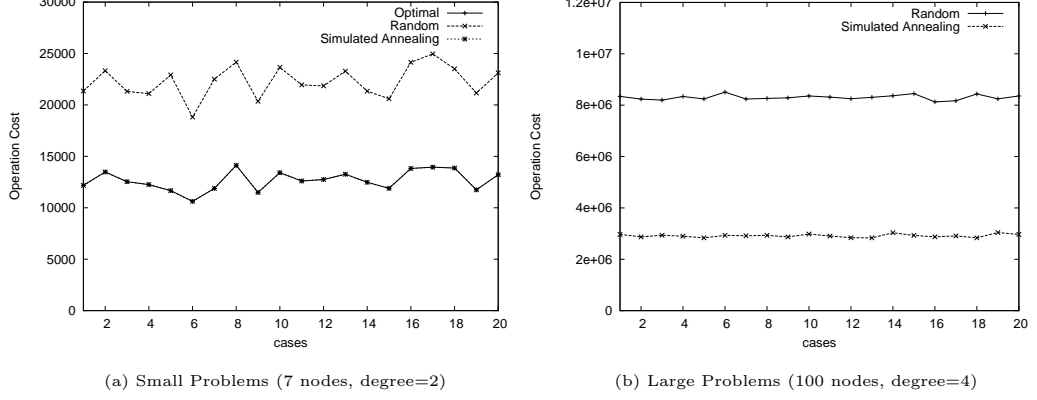 30000
25000
20000
15000
10000
5000
0
Operation Cost
Optimal
Random
Simulated Annealing
2 4 6 8 10 12 14 16 18 20
cases
(a) Small Problems (7 nodes, degree=2)
1.2e+07
1e+07
8e+06
6e+06
4e+06
2e+06
0
Operation Cost
Random
Simulated Annealing
2 4 6 8 10 12 14 16 18 20
cases
(b) Large Problems (100 nodes, degree=4)